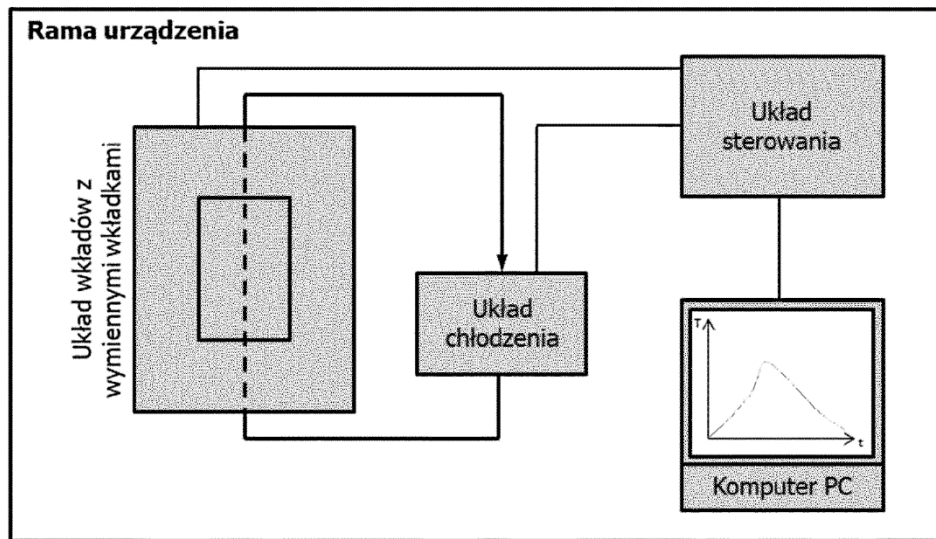 Rama urządzenia
Układ wkładów z
wymiennymi wkładkami
Układ
sterowania
Układ
chłodzenia
T
t
Komputer PC